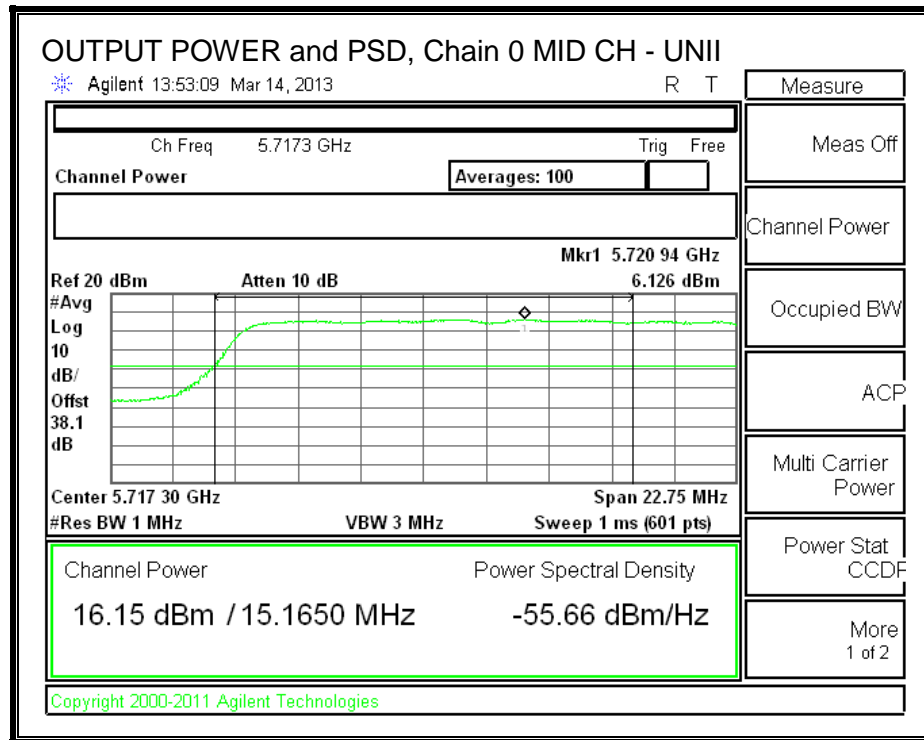 OUTPUT POWER and PSD, Chain 0 MID CH - UNII
Agilent 13:53:09 Mar 14, 2013 R T
Measure
Ch Freq 5.7173 GHz Trig Free
Meas Off
Channel Power Averages: 100
Channel Power
Mkr1 5.720 94 GHz
Ref 20 dBm Atten 10 dB 6.126 dBm
#Avg
Occupied BW
Log
1
10
dB/
ACP
Offst
38.1
dB
Multi Carrier
Power
Center 5.717 30 GHz Span 22.75 MHz
#Res BW 1 MHz VBW 3 MHz Sweep 1 ms (601 pts)
Power Stat
CCDF
Channel Power Power Spectral Density
16.15 dBm / 15.1650 MHz -55.66 dBm/Hz
More
1 of 2
Copyright 2000-2011 Agilent Technologies